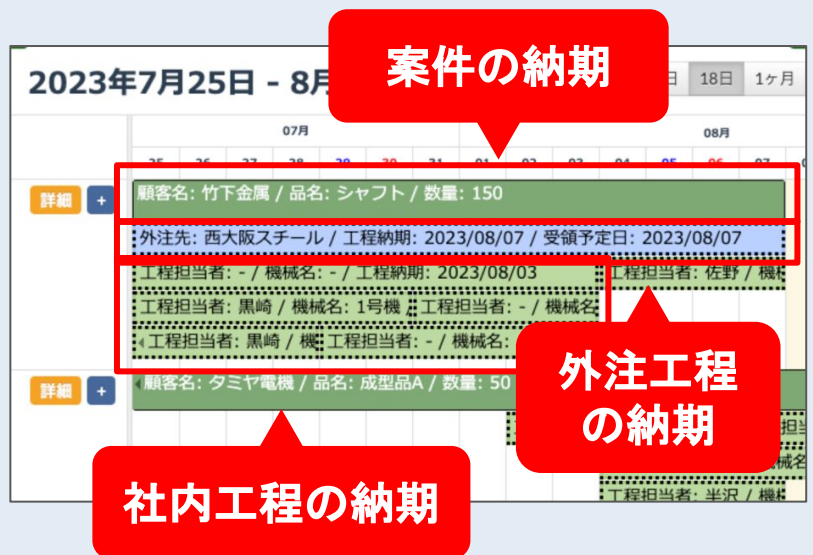 案件の納期
2023年7月25日 - 8月
18日 1ヶ月
07月 08月
25 26 27 28 29 30 31 01 02 03 04 05 06 07
詳細 +
顧客名: 竹下金属 / 品名: シャフト / 数量: 150
外注先: 西大阪スチール / 工程納期: 2023/08/07 / 受領予定日: 2023/08/07
工程担当者: - / 機械名: - / 工程納期: 2023/08/03 工程担当者: 佐野 / 機械
工程担当者: 黒崎 / 機械名: 1号機 / 工程担当者: - / 機械名
工程担当者: 黒崎 / 機 工程担当者: - / 機械名:
外注工程
の納期
詳細 +
顧客名: タミヤ電機 / 品名: 成型品A / 数量: 50
機械名
工程担当者: 半沢 / 機械
社内工程の納期